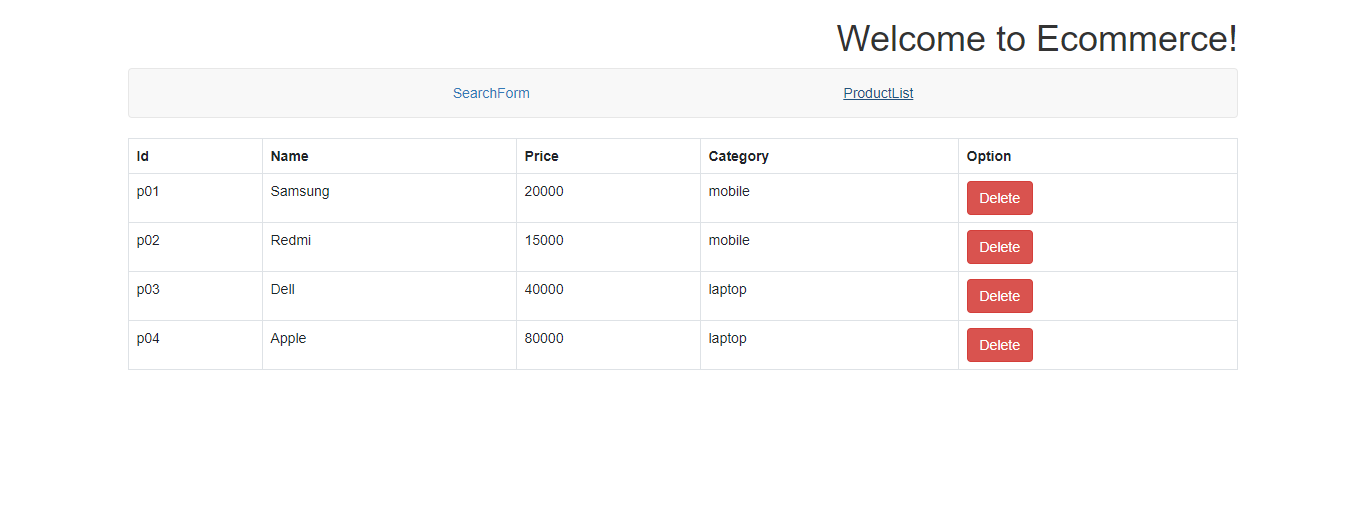 Welcome to Ecommerce!
SearchForm ProductList
Id Name Price Category Option
p01 Samsung 20000 mobile Delete
p02 Redmi 15000 mobile Delete
p03 Dell 40000 laptop Delete
p04 Apple 80000 laptop Delete